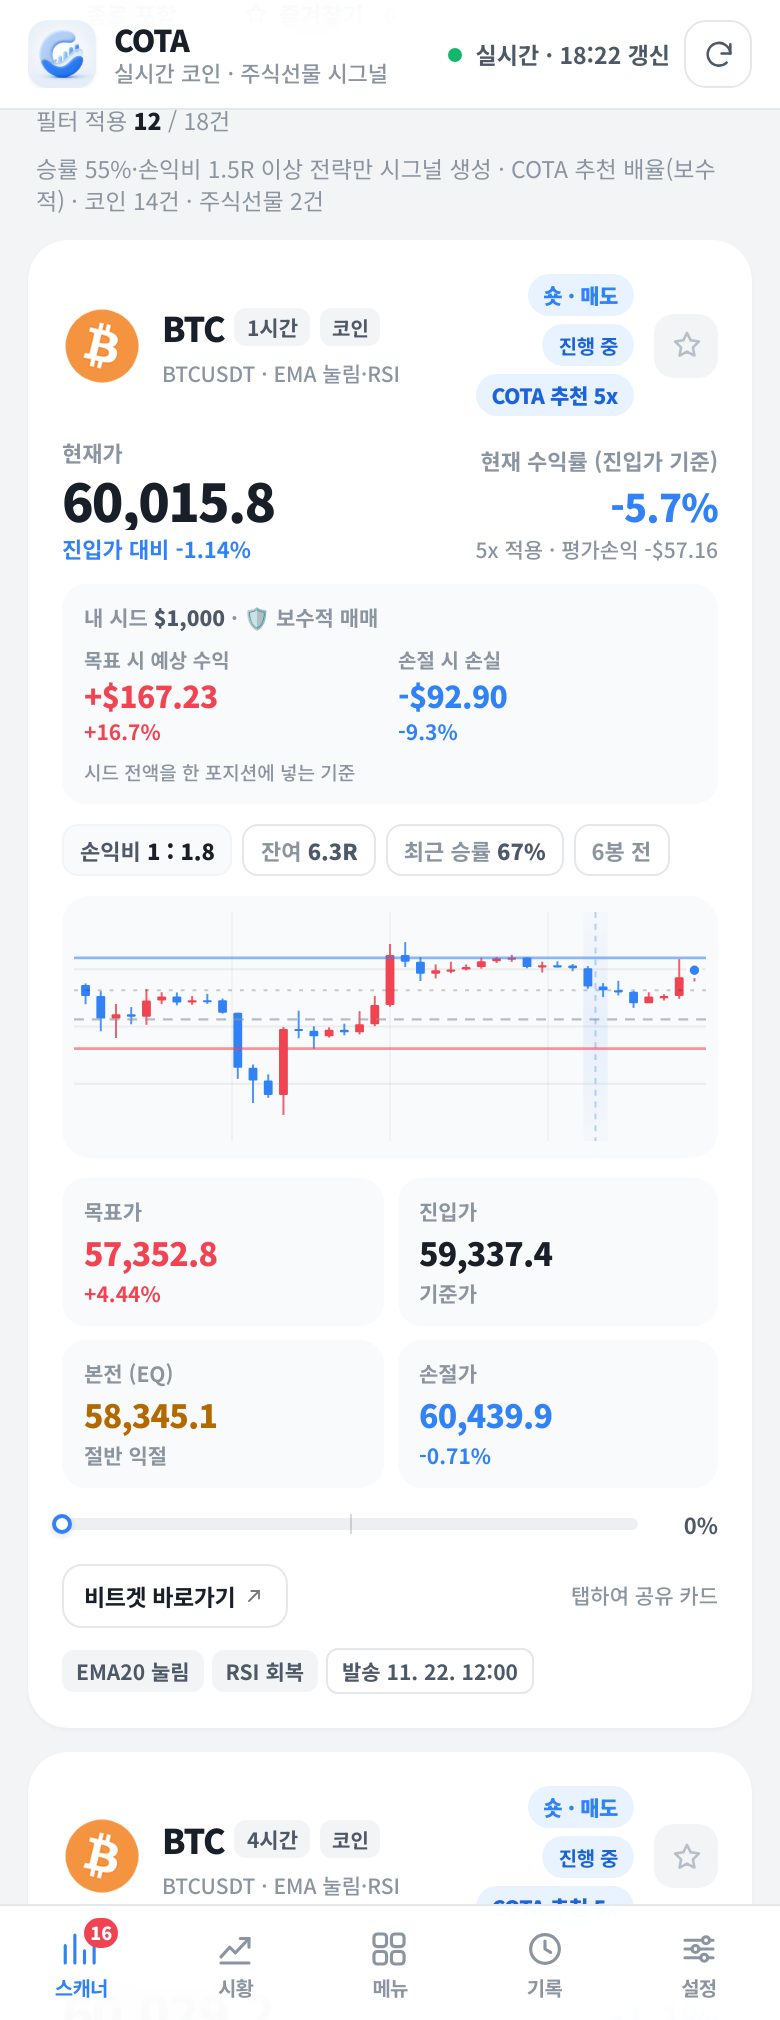 COTA
실시간 코인 · 주식선물 시그널
실시간 · 18:22 갱신
필터 적용 12 / 18건
승률 55%·손익비 1.5R 이상 전략만 시그널 생성 · COTA 추천 배율(보수
적) · 코인 14건 · 주식선물 2건
BTC 1시간 코인
BTCUSDT · EMA 눌림·RSI
숏 · 매도
진행 중
COTA 추천 5x
현재가
60,015.8
진입가 대비 -1.14%
현재 수익률 (진입가 기준)
-5.7%
5x 적용 · 평가손익 -$57.16
내 시드 $1,000 · 🛡️ 보수적 매매
목표 시 예상 수익
+$167.23
+16.7%
손절 시 손실
-$92.90
-9.3%
시드 전액을 한 포지션에 넣는 기준
손익비 1 : 1.8
잔여 6.3R
최근 승률 67%
6봉 전
목표가
57,352.8
+4.44%
진입가
59,337.4
기준가
본전 (EQ)
58,345.1
절반 익절
손절가
60,439.9
-0.71%
0%
비트겟 바로가기 ↗
탭하여 공유 카드
EMA20 눌림
RSI 회복
발송 11. 22. 12:00
BTC 4시간 코인
BTCUSDT · EMA 눌림·RSI
숏 · 매도
진행 중
16
스캐너
시황
메뉴
기록
설정